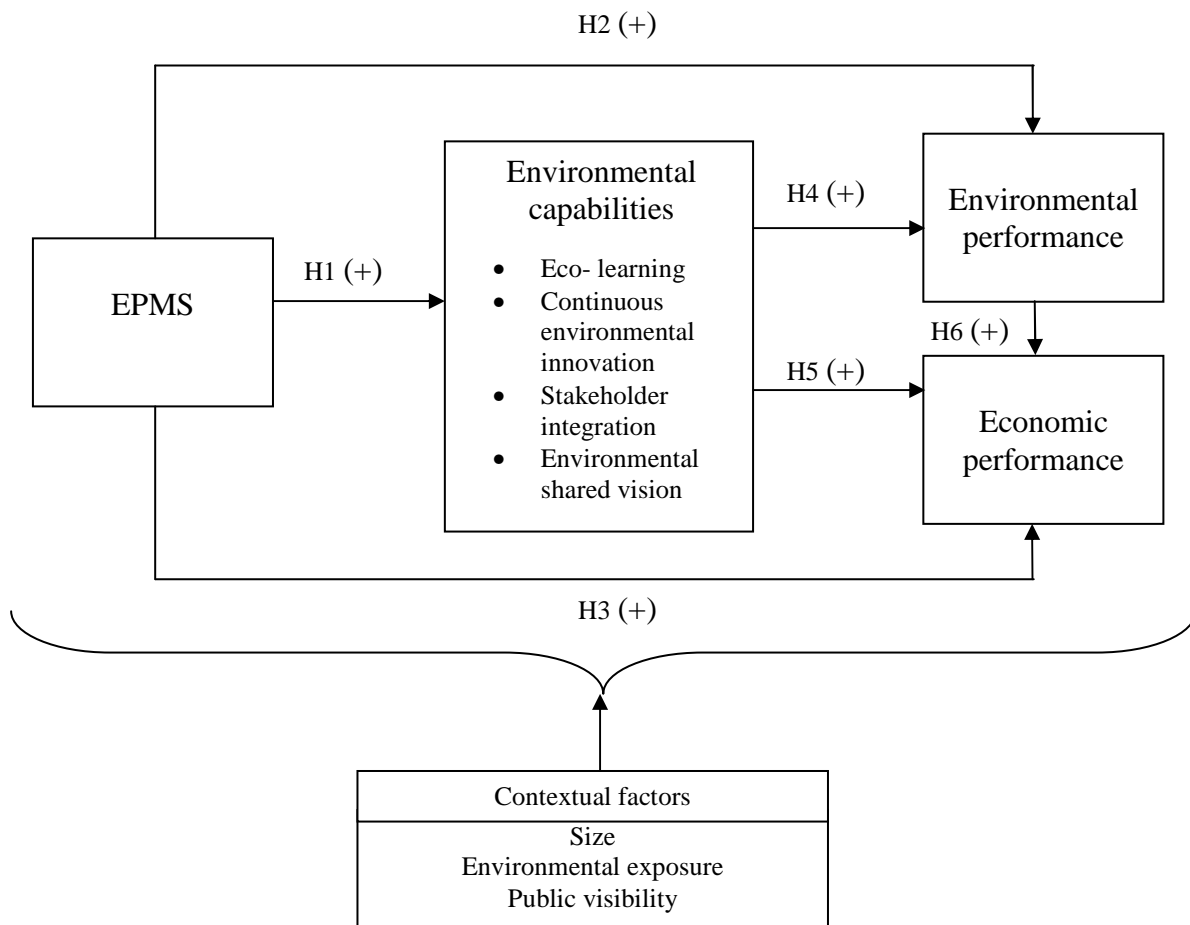 H2 (+)
Environmental
capabilities
H4 (+)
Environmental
performance
EPMS
H1 (+)
• Eco- learning
• Continuous
environmental
innovation
• Stakeholder
integration
• Environmental
shared vision
H6 (+)
H5 (+)
Economic
performance
H3 (+)
Contextual factors
Size
Environmental exposure
Public visibility